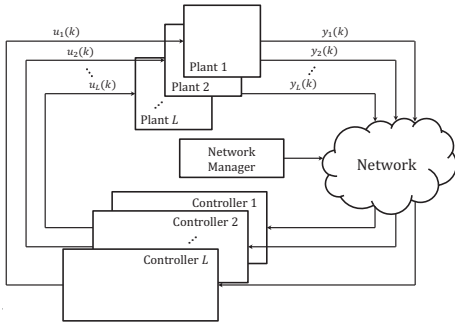 u₁(k)
y₁(k)
u₂(k)
y₂(k)
Plant 1
u_L(k)
Plant 2
y_L(k)
Plant L
Network
Manager
Network
Controller 1
Controller 2
Controller L